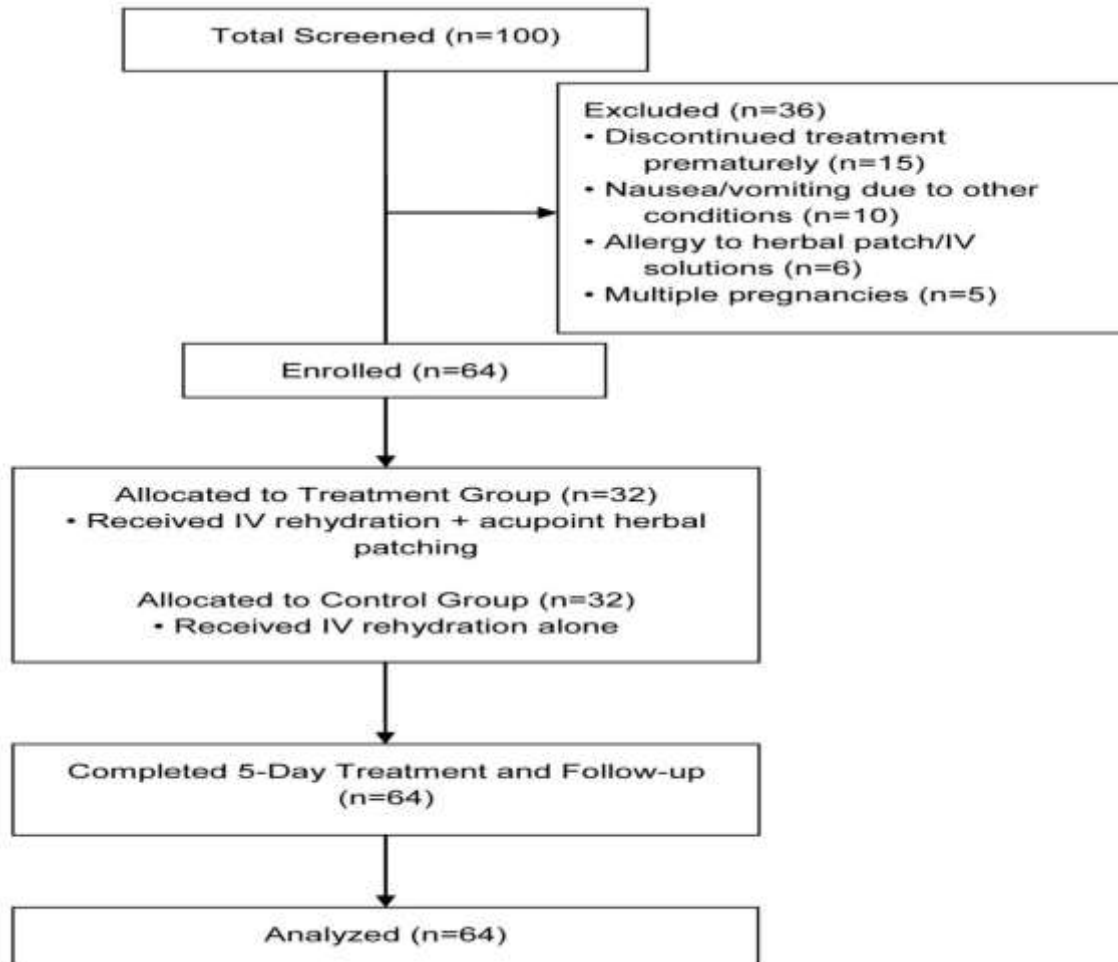 Total Screened (n=100)
Excluded (n=36)
• Discontinued treatment
prematurely (n=15)
• Nausea/vomiting due to other
conditions (n=10)
• Allergy to herbal patch/IV
solutions (n=6)
• Multiple pregnancies (n=5)
Enrolled (n=64)
Allocated to Treatment Group (n=32)
• Received IV rehydration + acupoint herbal
patching
Allocated to Control Group (n=32)
• Received IV rehydration alone
Completed 5-Day Treatment and Follow-up
(n=64)
Analyzed (n=64)